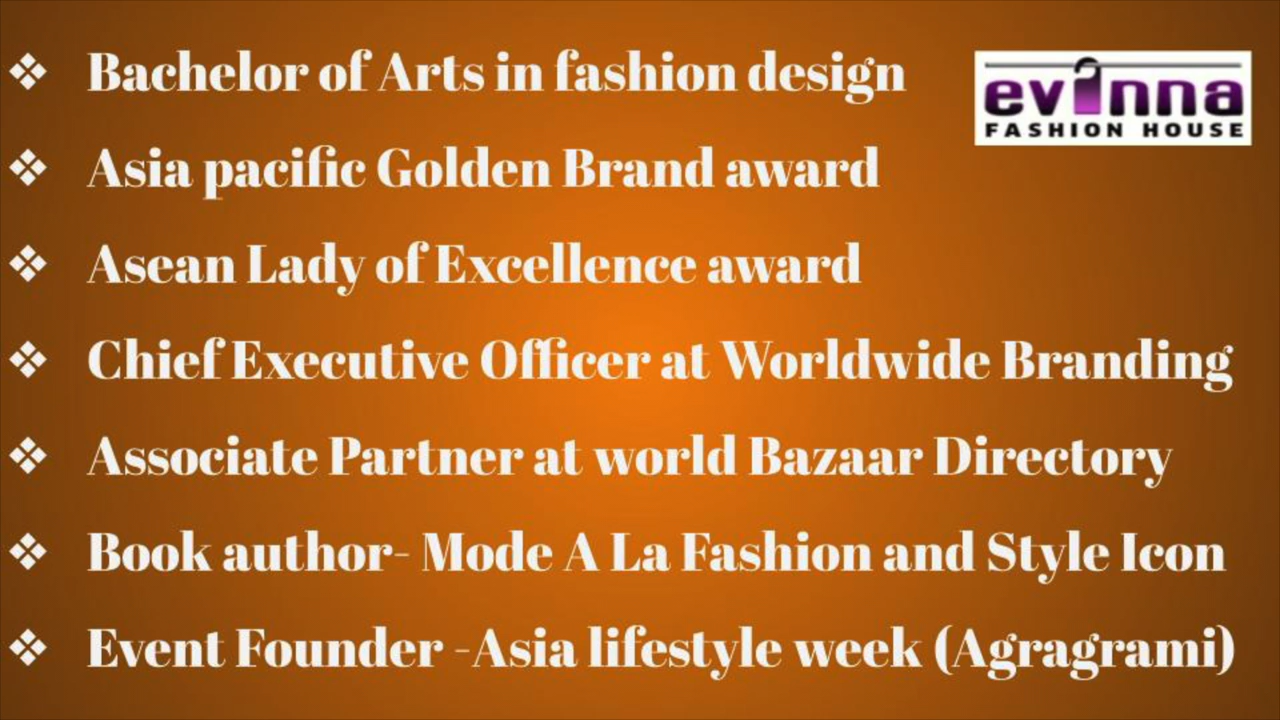 Bachelor of Arts in fashion design
evinna
FASHION HOUSE
Asia pacific Golden Brand award
Asean Lady of Excellence award
Chief Executive Officer at Worldwide Branding
Associate Partner at world Bazaar Directory
Book author- Mode A La Fashion and Style Icon
Event Founder -Asia lifestyle week (Agragrami)